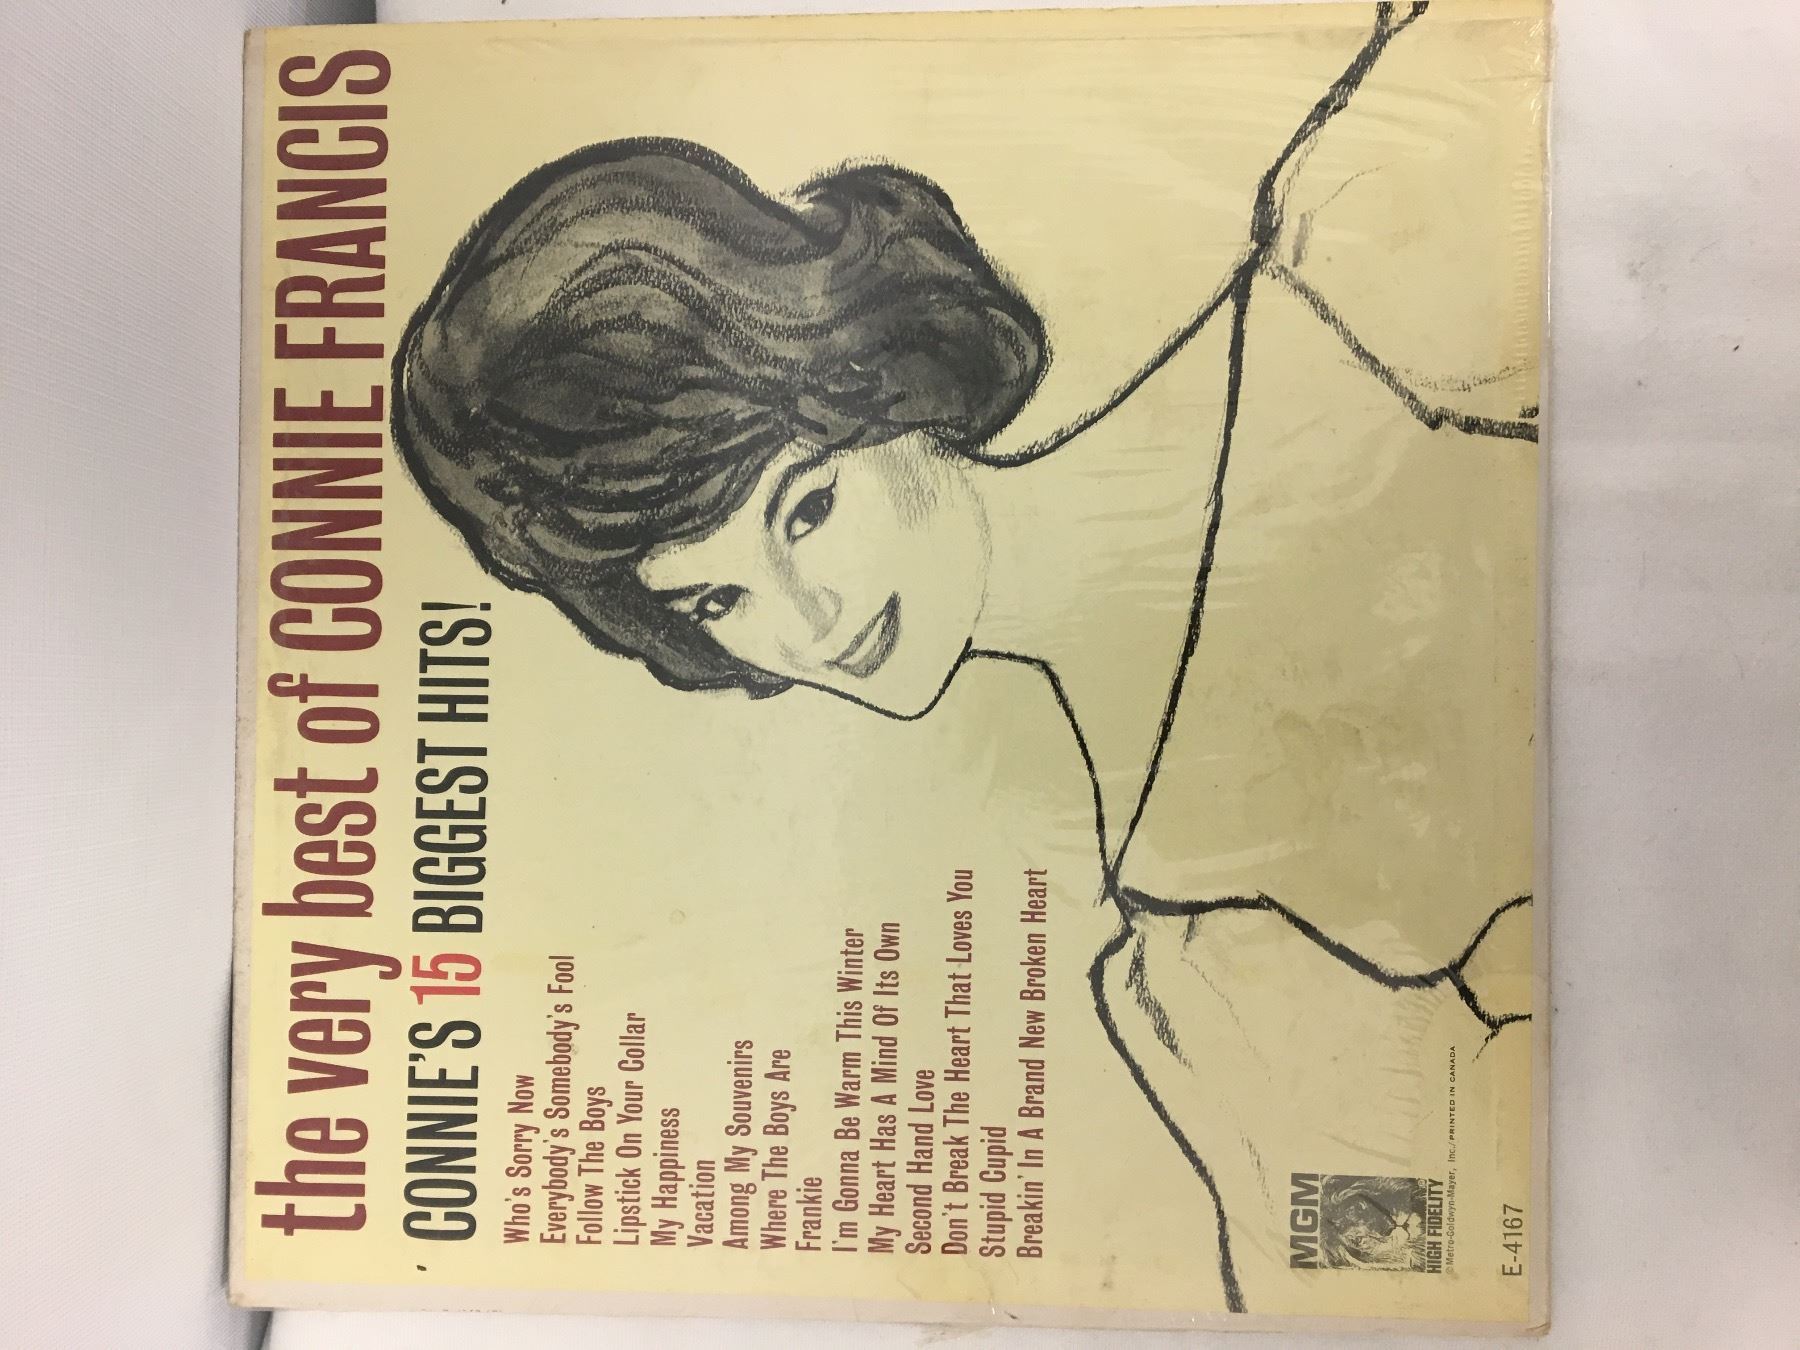 the very best of CONNIE FRANCIS
CONNIE'S 15 BIGGEST HITS!
Who's Sorry Now
Everybody's Somebody's Fool
Follow The Boys
Lipstick On Your Collar
My Happiness
Vacation
Among My Souvenirs
Where The Boys Are
Frankie
I'm Gonna Be Warm This Winter
My Heart Has A Mind Of Its Own
Second Hand Love
Don't Break The Heart That Loves You
Stupid Cupid
Breakin' In A Brand New Broken Heart
MGM
HIGH FIDELITY
©Metro-Goldwyn-Mayer, Inc./PRINTED IN CANADA
E-4167